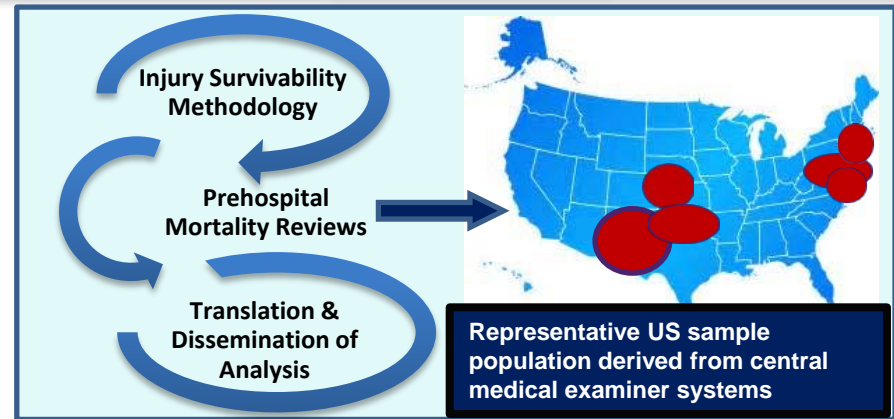 Injury Survivability
Methodology
Prehospital
Mortality Reviews
Translation &
Dissemination of
Analysis
Representative US sample
population derived from central
medical examiner systems